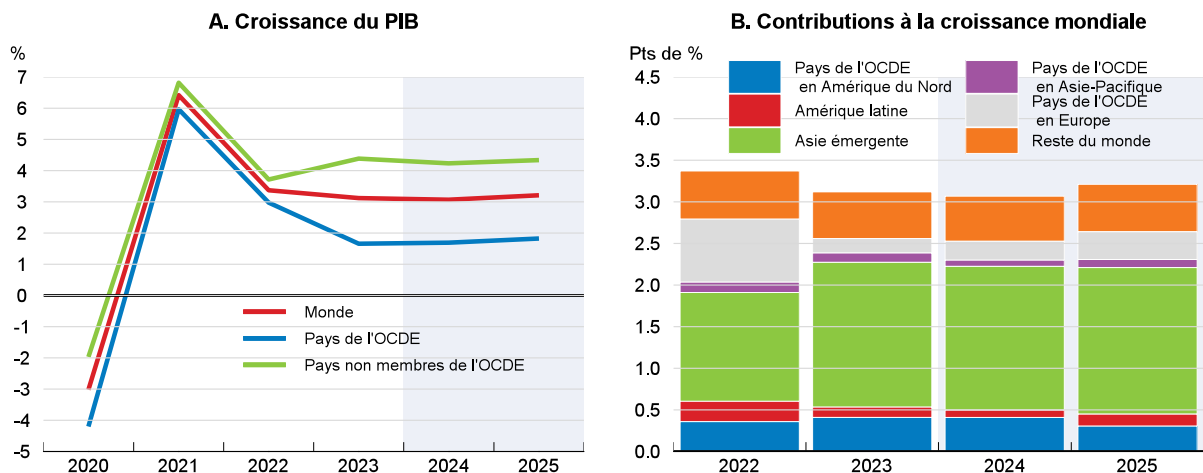 A. Croissance du PIB
%
7
6
5
4
3
2
1
0
-1
-2
-3
-4
-5
Monde
Pays de l'OCDE
Pays non membres de l'OCDE
2020 2021 2022 2023 2024 2025
B. Contributions à la croissance mondiale
Pts de %
Pays de l'OCDE
en Amérique du Nord
Amérique latine
Asie émergente
Pays de l'OCDE
en Asie-Pacifique
Pays de l'OCDE
en Europe
Reste du monde
4.5
4.0
3.5
3.0
2.5
2.0
1.5
1.0
0.5
0.0
2022 2023 2024 2025